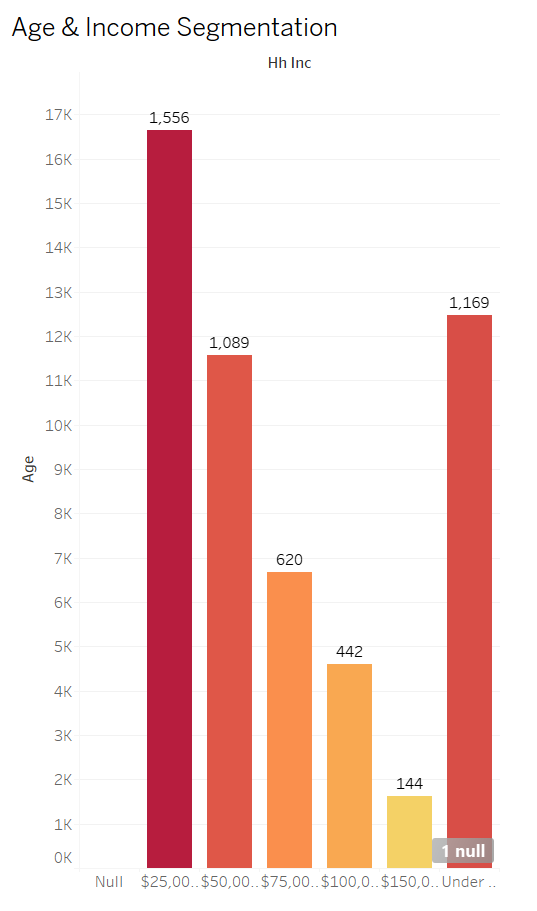 Age & Income Segmentation
Hh Inc
17K
16K
15K
14K
13K
12K
11K
10K
9K
8K
7K
6K
5K
4K
3K
2K
1K
0K
Age
1,556
1,089
620
442
144
1,169
1 null
Null $25,00.. $50,00.. $75,00.. $100,0.. $150,0.. Under ..